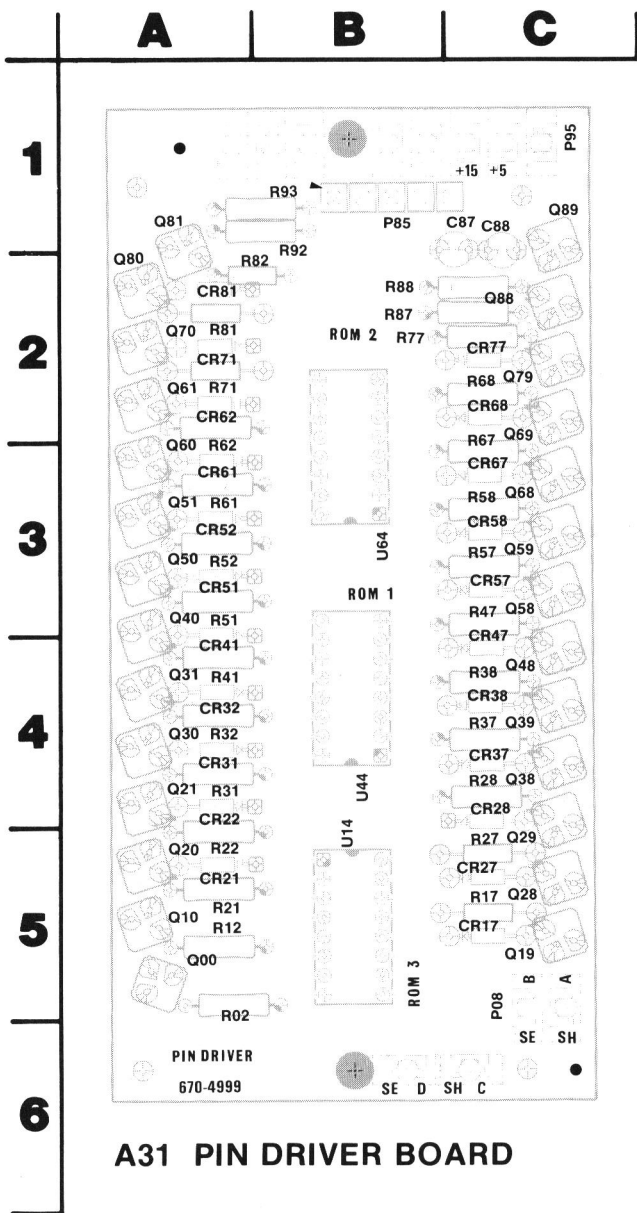 A B C
1
P95
+15 +5
R93
Q81
P85
C87 C88
Q89
R92
Q80
R82
CR81
R88
Q88
R87
Q70 R81
ROM 2
R77
CR71
CR77
2
Q61 R71
R68 Q79
CR62
CR68
Q60 R62
R67 Q69
CR61
CR67
Q51 R61
R58 Q68
CR52
CR58
3
U64
Q50 R52
R57 Q59
CR51
CR57
ROM 1
Q40 R51
R47 Q58
CR41
CR47
Q31 R41
R38 Q48
CR32
CR38
4
Q30 R32
R37 Q39
CR31
CR37
Q21 R31
U44
R28 Q38
CR22
CR28
U14
Q20 R22
R27 Q29
CR21
CR27
5
Q10 R21
R17 Q28
R12
CR17
Q00
Q19
ROM 3
P08
B A
R02
SE SH
PIN DRIVER
670-4999
SE D SH C
6
A31 PIN DRIVER BOARD